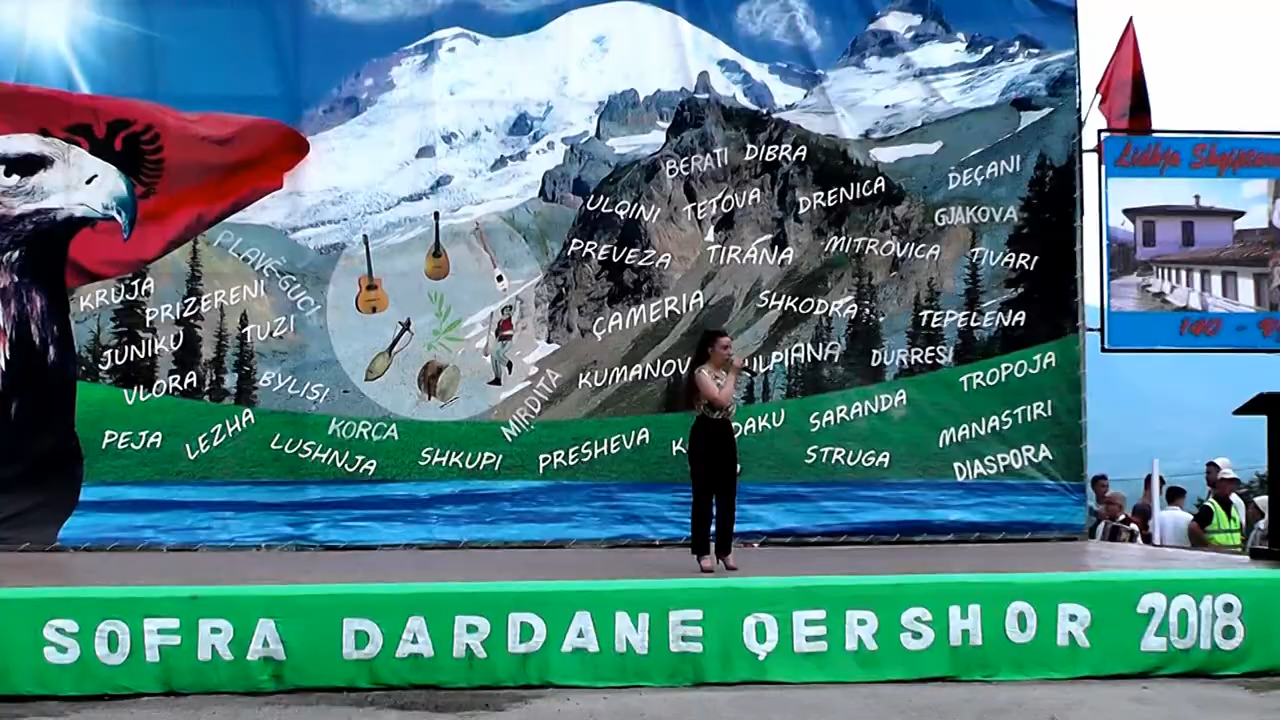 Lidhja Shqiptare
140
BERATI DIBRA
DEÇANI
ULQINI TETOVA DRENICA
GJAKOVA
PLAVË-GUCI
PREVEZA TIRANA MITROVICA TIVARI
KRUJA
PRIZERENI
ÇAMERIA SHKODRA
TEPELENA
JUNIKU TUZI
KUMANOV ULPIANA DURRESI
TROPOJA
VLORA BYLISI
MIRDITA
SARANDA
MANASTIRI
PEJA LEZHA KORÇA
LUSHNJA SHKUPI PRESHEVA STRUGA
DIASPORA
SOFRA DARDANE QERSHOR 2018